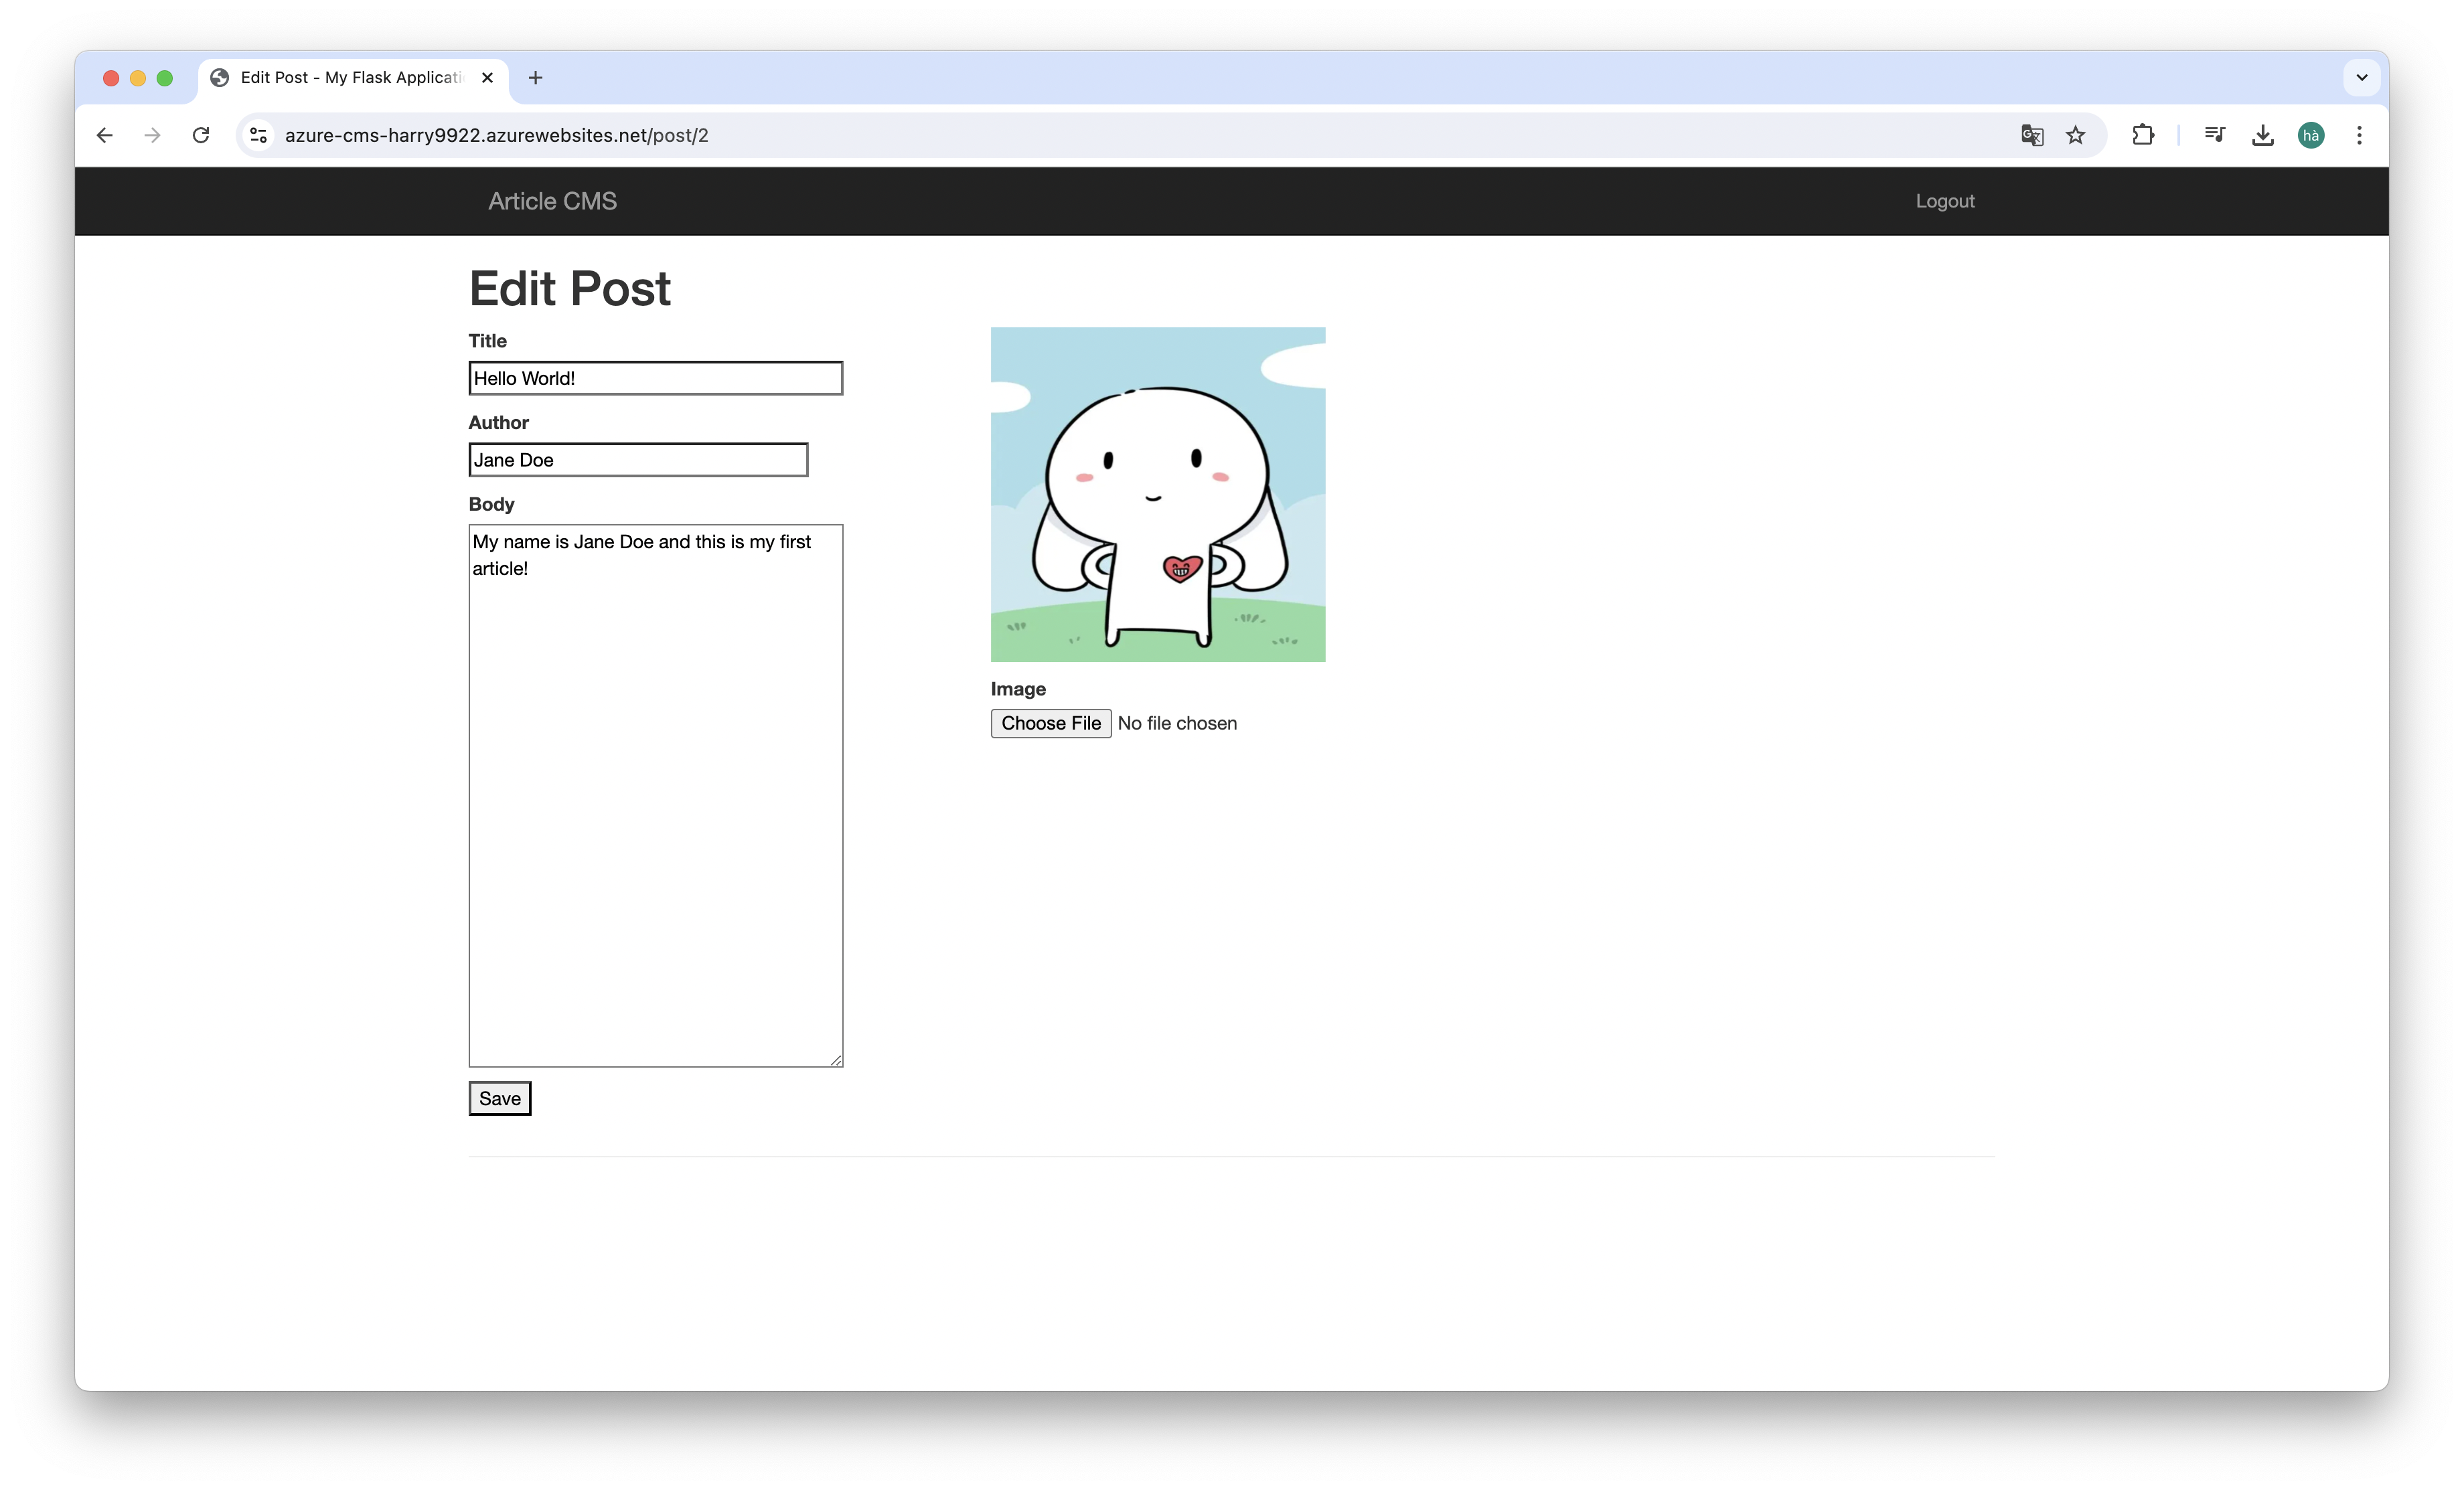 Edit Post - My Flask Applicati
azure-cms-harry9922.azurewebsites.net/post/2
hà
Article CMS
Logout
Edit Post
Title
Hello World!
Author
Jane Doe
Body
My name is Jane Doe and this is my first
article!
Image
Choose File No file chosen
Save